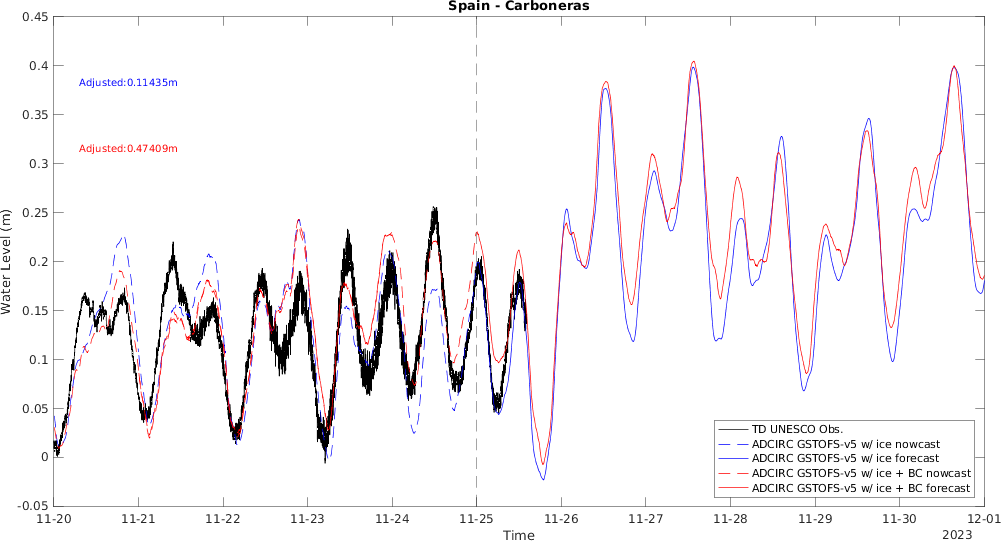 Spain - Carboneras
0.45
0.4
0.35
0.3
0.25
0.2
0.15
0.1
0.05
0
-0.05
Water Level (m)
Adjusted:0.11435m
Adjusted:0.47409m
TD UNESCO Obs.
ADCIRC GSTOFS-v5 w/ ice nowcast
ADCIRC GSTOFS-v5 w/ ice forecast
ADCIRC GSTOFS-v5 w/ ice + BC nowcast
ADCIRC GSTOFS-v5 w/ ice + BC forecast
11-20 11-21 11-22 11-23 11-24 11-25 11-26 11-27 11-28 11-29 11-30 12-01
Time
2023